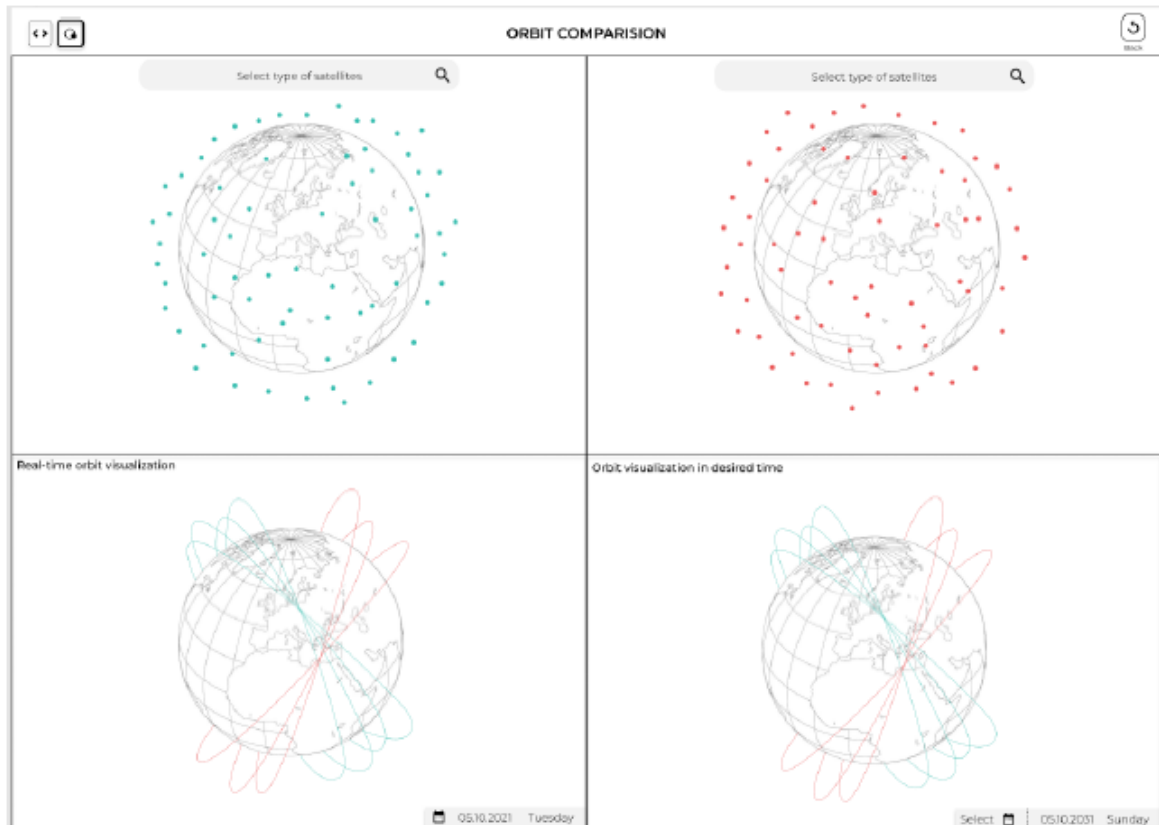 ORBIT COMPARISION
Back
Select type of satellites
Select type of satellites
Real-time orbit visualization
Orbit visualization in desired time
05.10.2021 Tuesday
Select 05.10.2031 Sunday